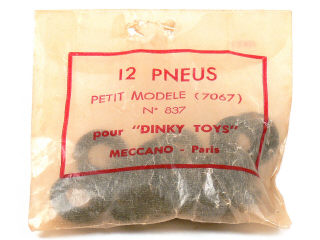 12 PNEUS
PETIT MODELE (7067)
N° 837
pour "DINKY TOYS"
MECCANO - Paris